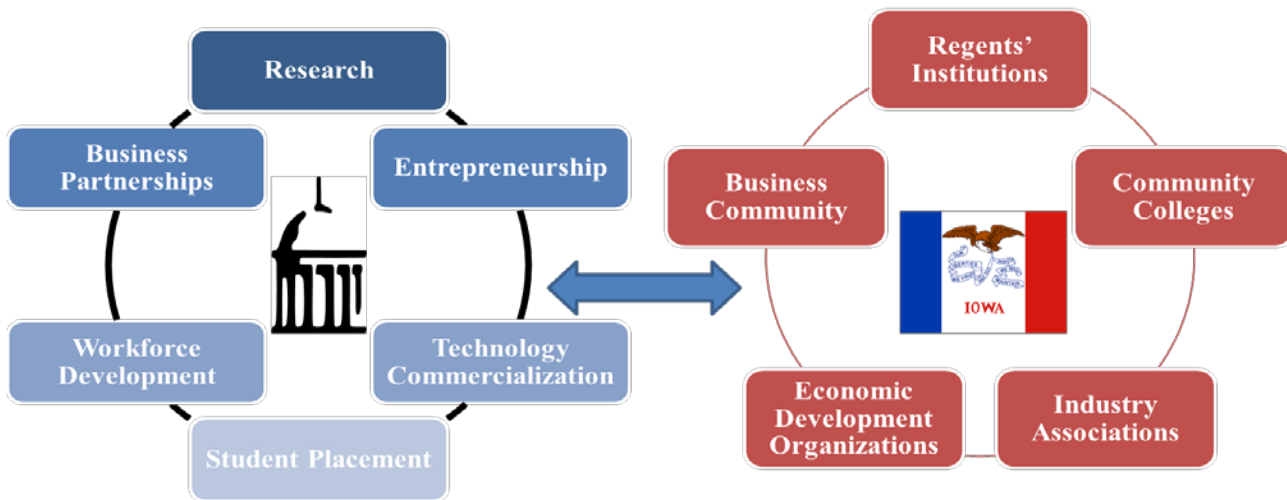 Research
Business
Partnerships
Entrepreneurship
Workforce
Development
Technology
Commercialization
Student Placement
Regents’
Institutions
Business
Community
Community
Colleges
IOWA
Economic
Development
Organizations
Industry
Associations